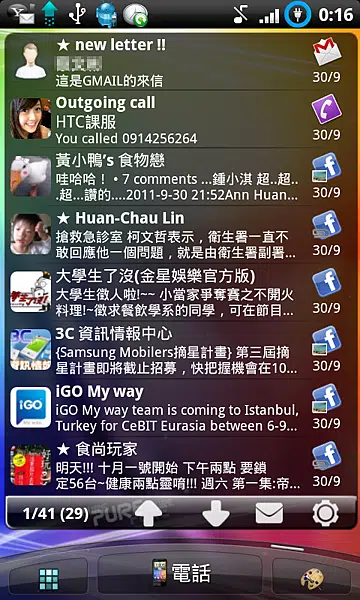 0:16
★ new letter !!
這是GMAIL的來信
30/9
Outgoing call
HTC課服
You called 0914256264
30/9
黃小鴨's 食物戀
哇哈哈！ • 7 comments ...鍾小淇 超..超..
.超...讚的....2011-9-30 21:52Ann Huan...
30/9
★ Huan-Chau Lin
搶救急診室 柯文哲表示，衛生署一直不
敢回應他一個問題，就是由衛生署副署...
30/9
大學生了沒(金星娛樂官方版)
大學生徵人啦!~~ 小當家爭奪賽之不開火
料理!~徵求餐飲學系的同學，可在節目...
30/9
3C 資訊情報中心
{Samsung Mobilers摘星計畫} 第三屆摘
星計畫即將截止招募，快把握機會在10...
30/9
iGO My way
iGO My way team is coming to Istanbul,
Turkey for CeBIT Eurasia between 6-9...
30/9
★ 食尚玩家
明天!!! 十月一號開始 下午兩點 要鎖
定56台~健康兩點靈唷!!! 週六 第一集:帝...
30/9
1/41 (29)
電話